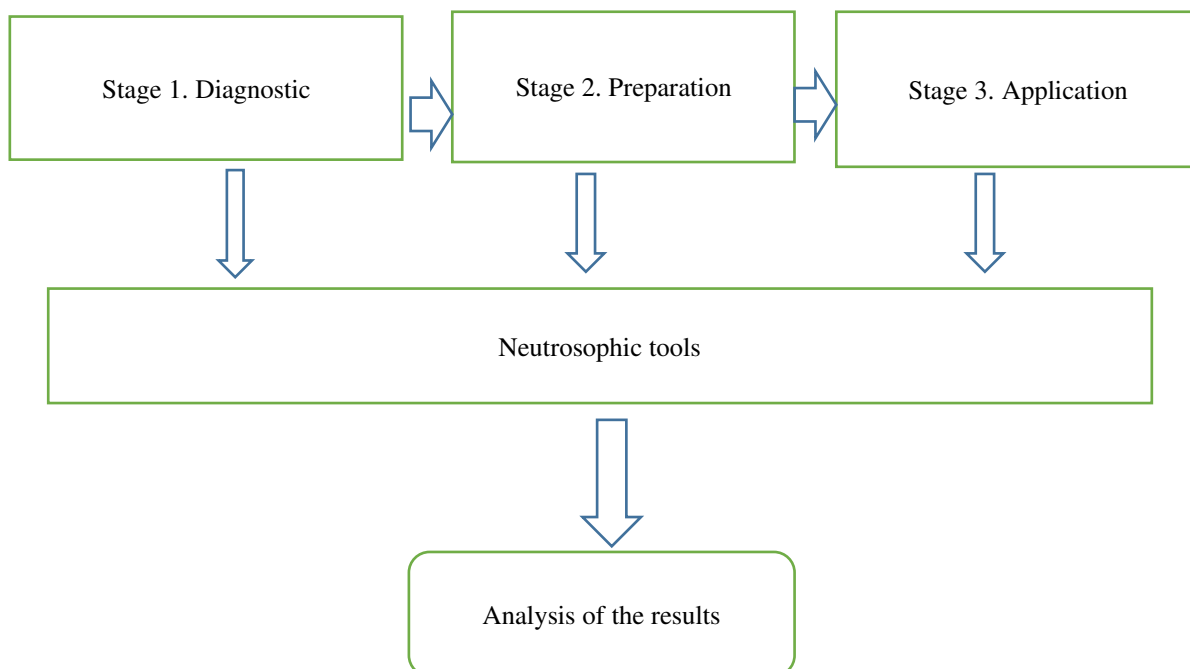 Stage 1. Diagnostic
Stage 2. Preparation
Stage 3. Application
Neutrosophic tools
Analysis of the results